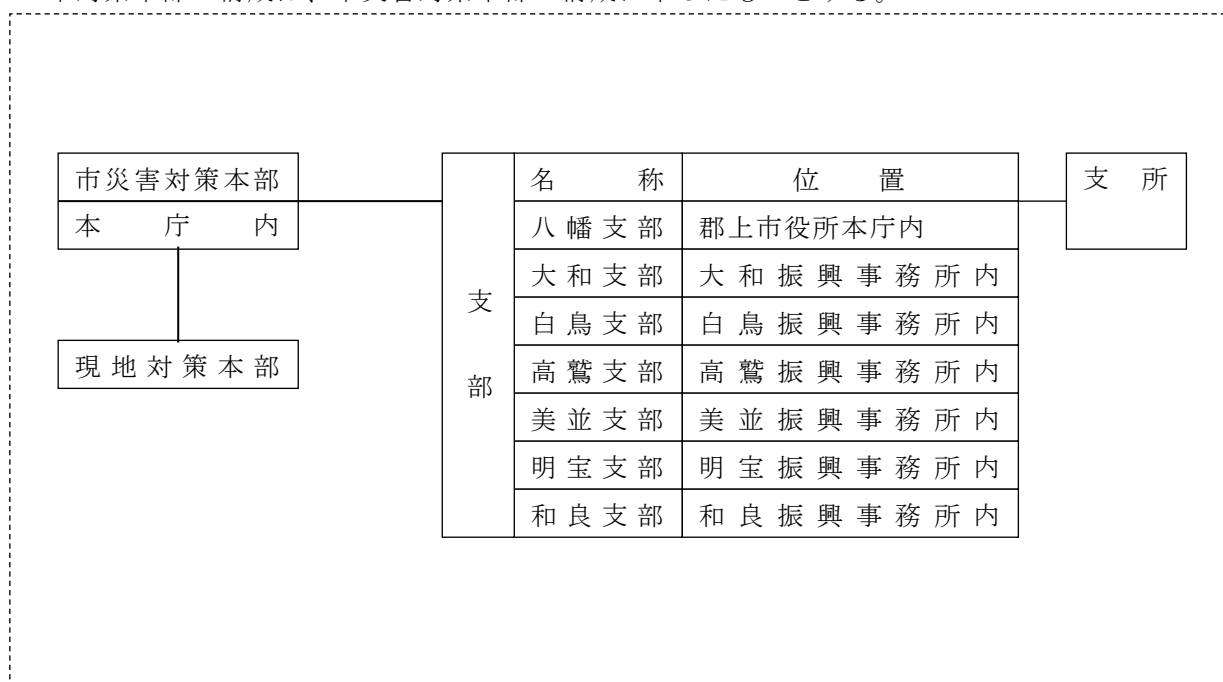 市災害対策本部
本庁内
現地対策本部
支部
名称 位置
八幡支部 郡上市役所本庁内
大和支部 大和振興事務所内
白鳥支部 白鳥振興事務所内
高鷲支部 高鷲振興事務所内
美並支部 美並振興事務所内
明宝支部 明宝振興事務所内
和良支部 和良振興事務所内
支所